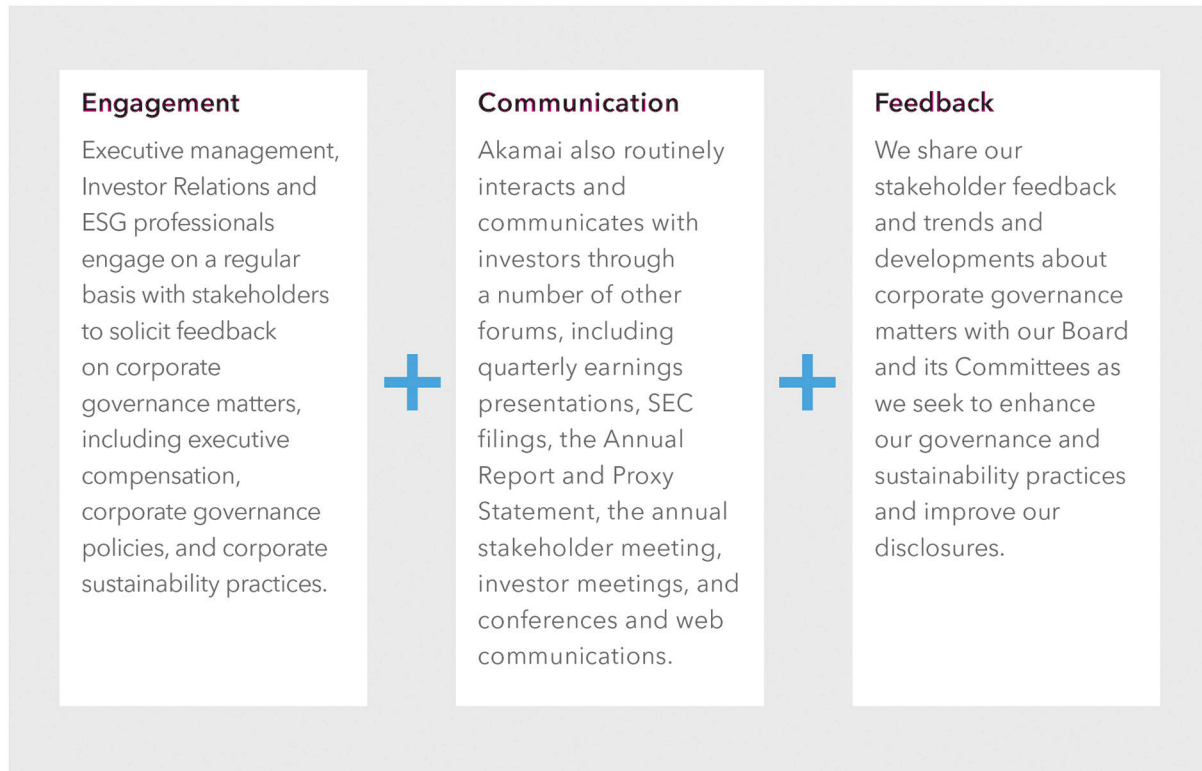 Engagement
Executive management,
Investor Relations and
ESG professionals
engage on a regular
basis with stakeholders
to solicit feedback
on corporate
governance matters,
including executive
compensation,
corporate governance
policies, and corporate
sustainability practices.
Communication
Akamai also routinely
interacts and
communicates with
investors through
a number of other
forums, including
quarterly earnings
presentations, SEC
filings, the Annual
Report and Proxy
Statement, the annual
stakeholder meeting,
investor meetings, and
conferences and web
communications.
Feedback
We share our
stakeholder feedback
and trends and
developments about
corporate governance
matters with our Board
and its Committees as
we seek to enhance
our governance and
sustainability practices
and improve our
disclosures.